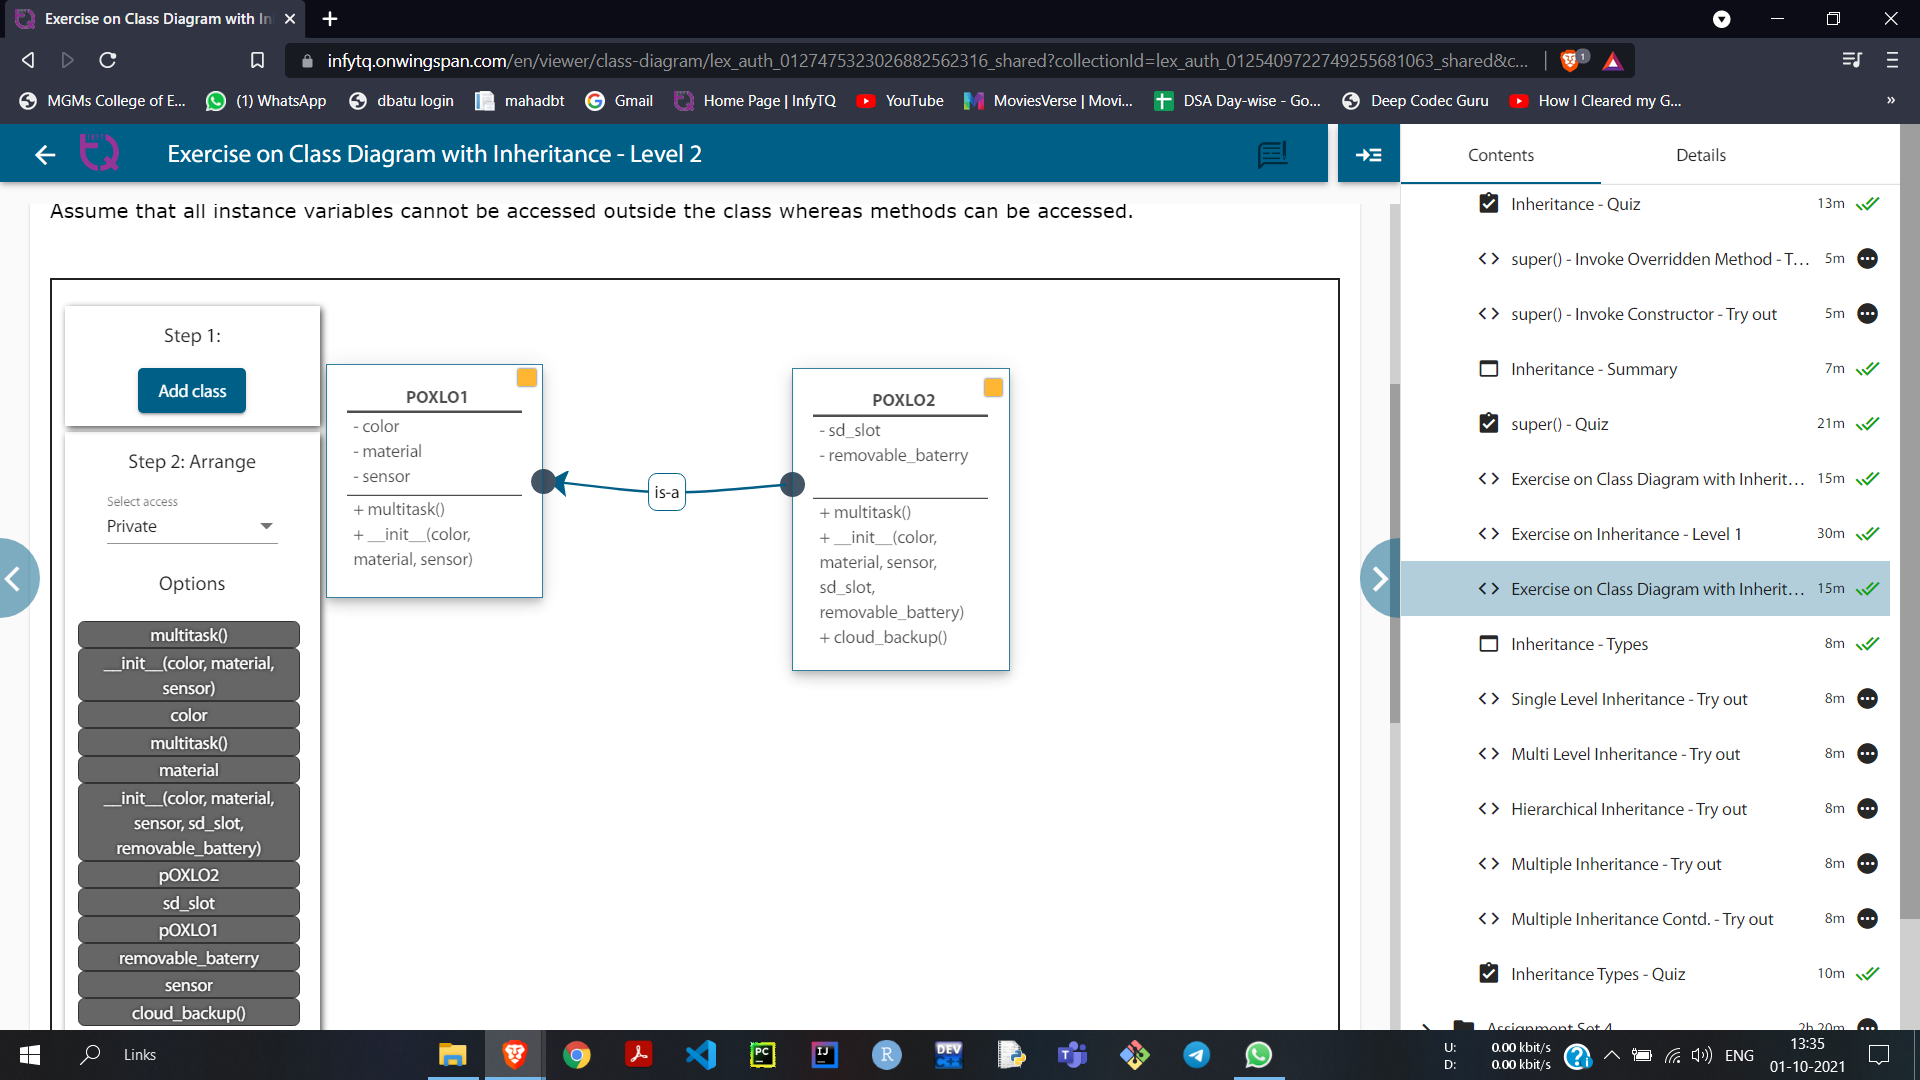 Exercise on Class Diagram with In
infytq.onwingspan.com/en/viewer/class-diagram/lex_auth_0127475323026882562316_shared?collectionId=lex_auth_0125409722749255681063_shared&c...
1
MGMs College of E...
(1) WhatsApp
dbatu login
mahadbt
Gmail
Home Page | InfyTQ
YouTube
MoviesVerse | Movi...
DSA Day-wise - Go...
Deep Codec Guru
How I Cleared my G...
»
Exercise on Class Diagram with Inheritance - Level 2
Contents
Details
Assume that all instance variables cannot be accessed outside the class whereas methods can be accessed.
Step 1:
Add class
Step 2: Arrange
Select access
Private
Options
multitask()
__init__(color, material,
sensor)
color
multitask()
material
__init__(color, material,
sensor, sd_slot,
removable_battery)
pOXLO2
sd_slot
pOXLO1
removable_baterry
sensor
cloud_backup()
POXLO1
- color
- material
- sensor
+ multitask()
+ __init__(color,
material, sensor)
is-a
POXLO2
- sd_slot
- removable_baterry
+ multitask()
+ __init__(color,
material, sensor,
sd_slot,
removable_battery)
+ cloud_backup()
Inheritance - Quiz 13m
super() - Invoke Overridden Method - T... 5m
super() - Invoke Constructor - Try out 5m
Inheritance - Summary 7m
super() - Quiz 21m
Exercise on Class Diagram with Inherit... 15m
Exercise on Inheritance - Level 1 30m
Exercise on Class Diagram with Inherit... 15m
Inheritance - Types 8m
Single Level Inheritance - Try out 8m
Multi Level Inheritance - Try out 8m
Hierarchical Inheritance - Try out 8m
Multiple Inheritance - Try out 8m
Multiple Inheritance Contd. - Try out 8m
Inheritance Types - Quiz 10m
Assignment Set 4 2h 20m
Links
PC
IJ
R
DEV
U: 0.00 kbit/s
D: 0.00 kbit/s
ENG
13:35
01-10-2021